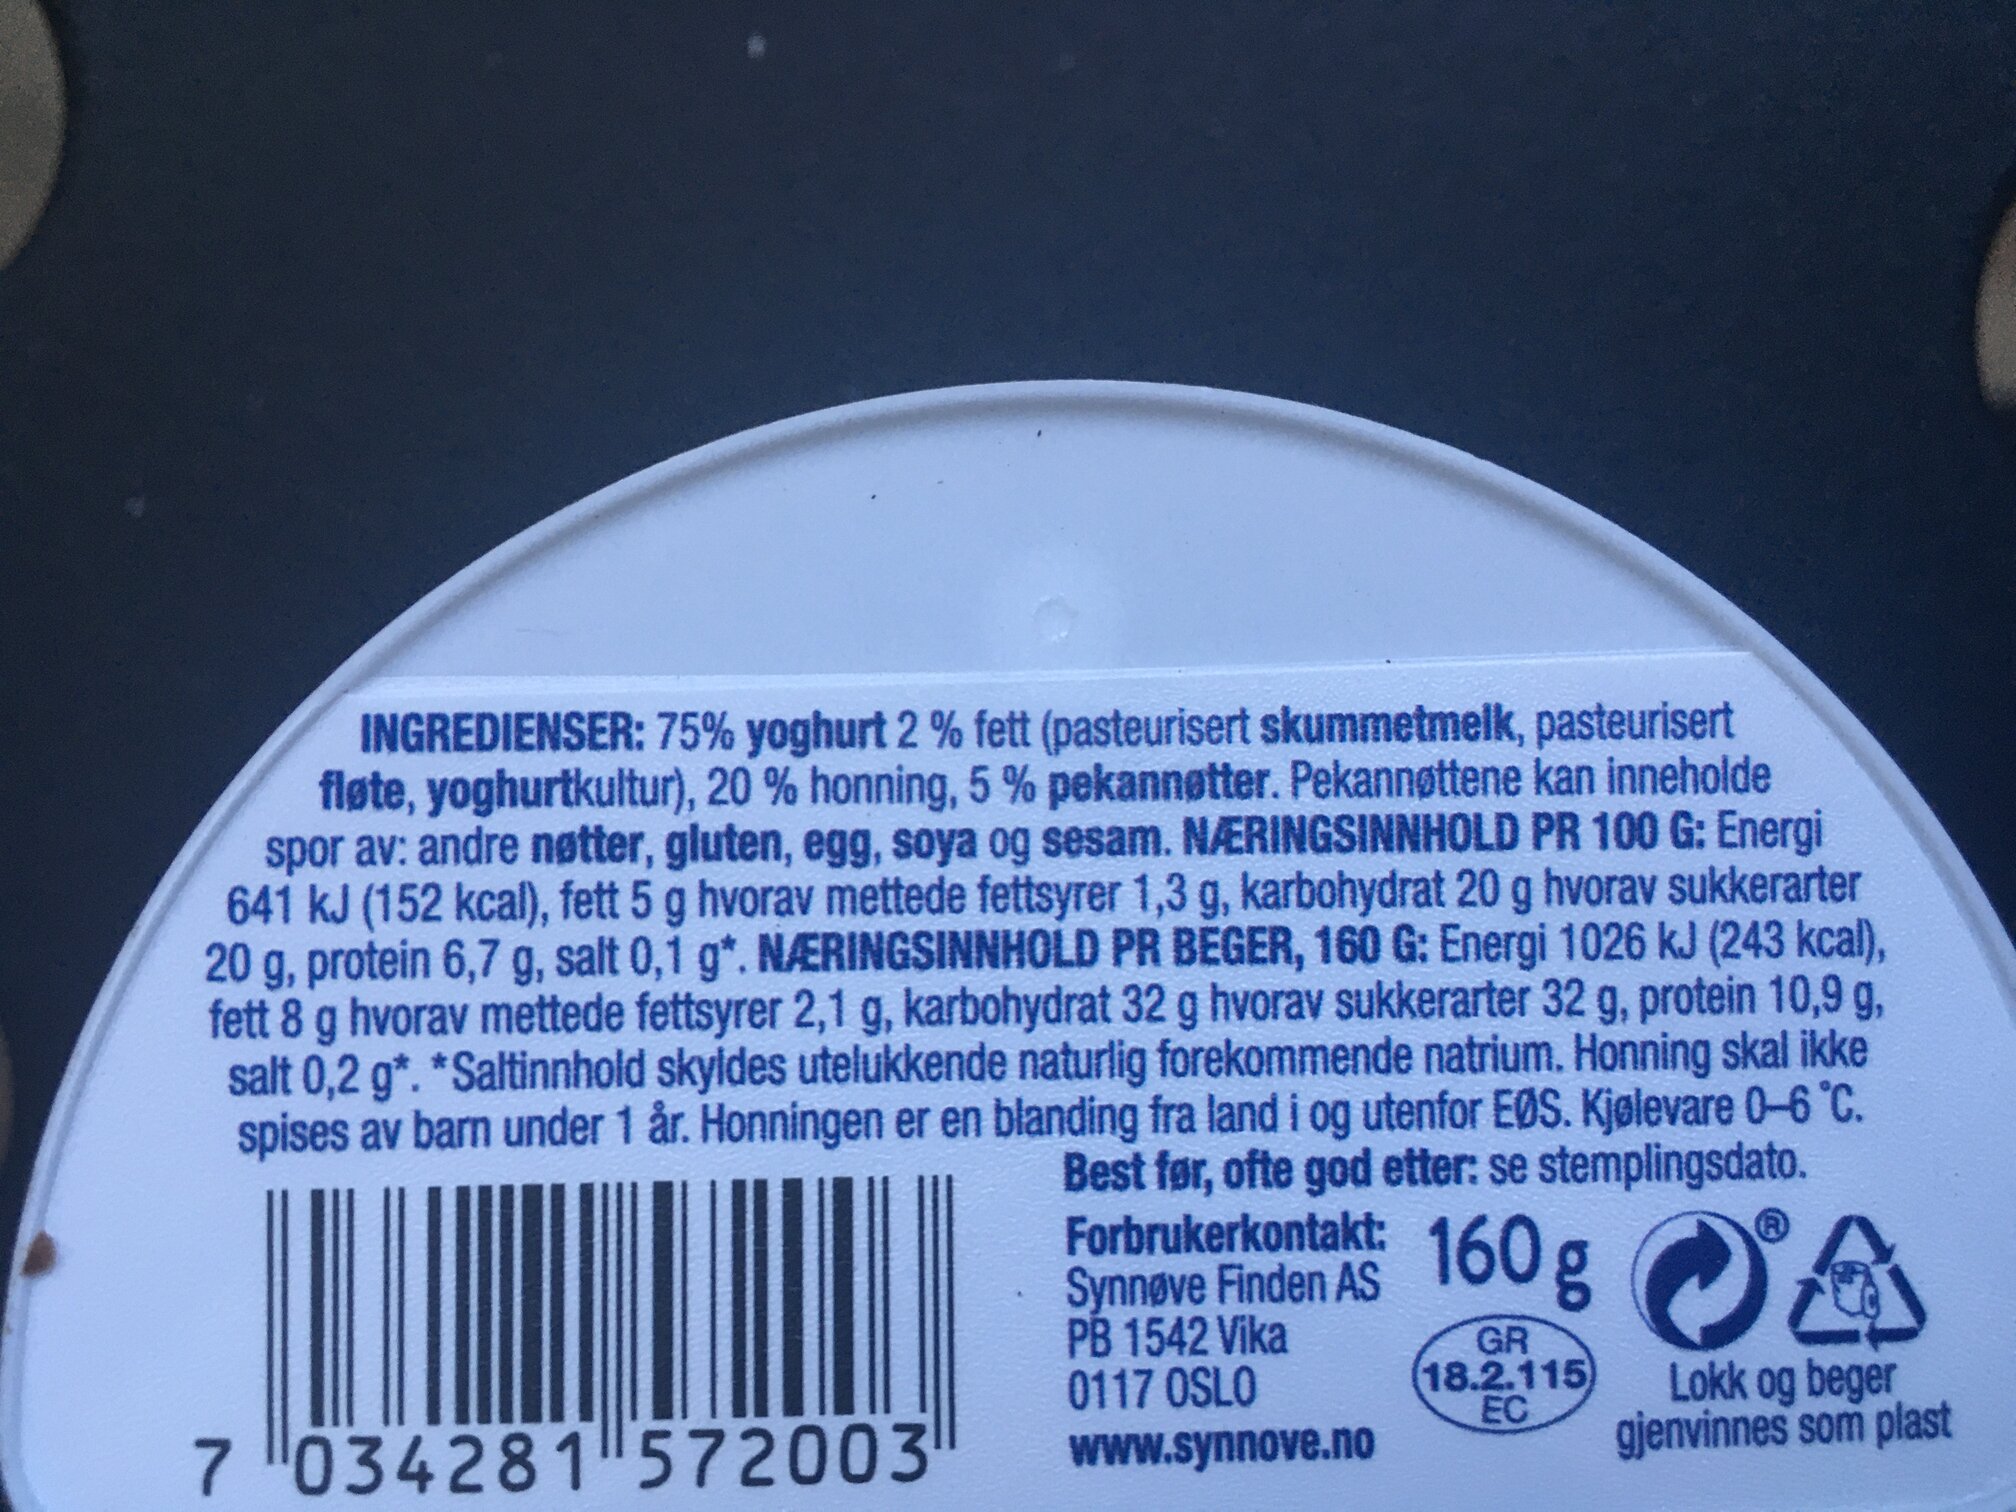 INGREDIENSER: 75% yoghurt 2 % fett (pasteurisert skummetmelk, pasteurisert
fløte, yoghurtkultur), 20 % honning, 5 % pekannøtter. Pekannøttene kan inneholde
spor av: andre nøtter, gluten, egg, soya og sesam. NÆRINGSINNHOLD PR 100 G: Energi
641 kJ (152 kcal), fett 5 g hvorav mettede fettsyrer 1,3 g, karbohydrat 20 g hvorav sukkerarter
20 g, protein 6,7 g, salt 0,1 g*. NÆRINGSINNHOLD PR BEGER, 160 G: Energi 1026 kJ (243 kcal),
fett 8 g hvorav mettede fettsyrer 2,1 g, karbohydrat 32 g hvorav sukkerarter 32 g, protein 10,9 g,
salt 0,2 g*. *Saltinnhold skyldes utelukkende naturlig forekommende natrium. Honning skal ikke
spises av barn under 1 år. Honningen er en blanding fra land i og utenfor EØS. Kjølevare 0–6 °C.
Best før, ofte god etter: se stemplingsdato.
Forbrukerkontakt:
Synnøve Finden AS
PB 1542 Vika
0117 OSLO
www.synnove.no
160 g
GR
18.2.115
EC
®
Lokk og beger
gjenvinnes som plast
7 034281 572003